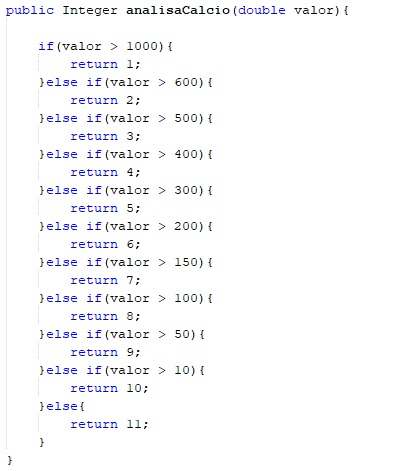 public Integer analisaCalcio(double valor){
if(valor > 1000){
return 1;
}else if(valor > 600){
return 2;
}else if(valor > 500){
return 3;
}else if(valor > 400){
return 4;
}else if(valor > 300){
return 5;
}else if(valor > 200){
return 6;
}else if(valor > 150){
return 7;
}else if(valor > 100){
return 8;
}else if(valor > 50){
return 9;
}else if(valor > 10){
return 10;
}else{
return 11;
}
}